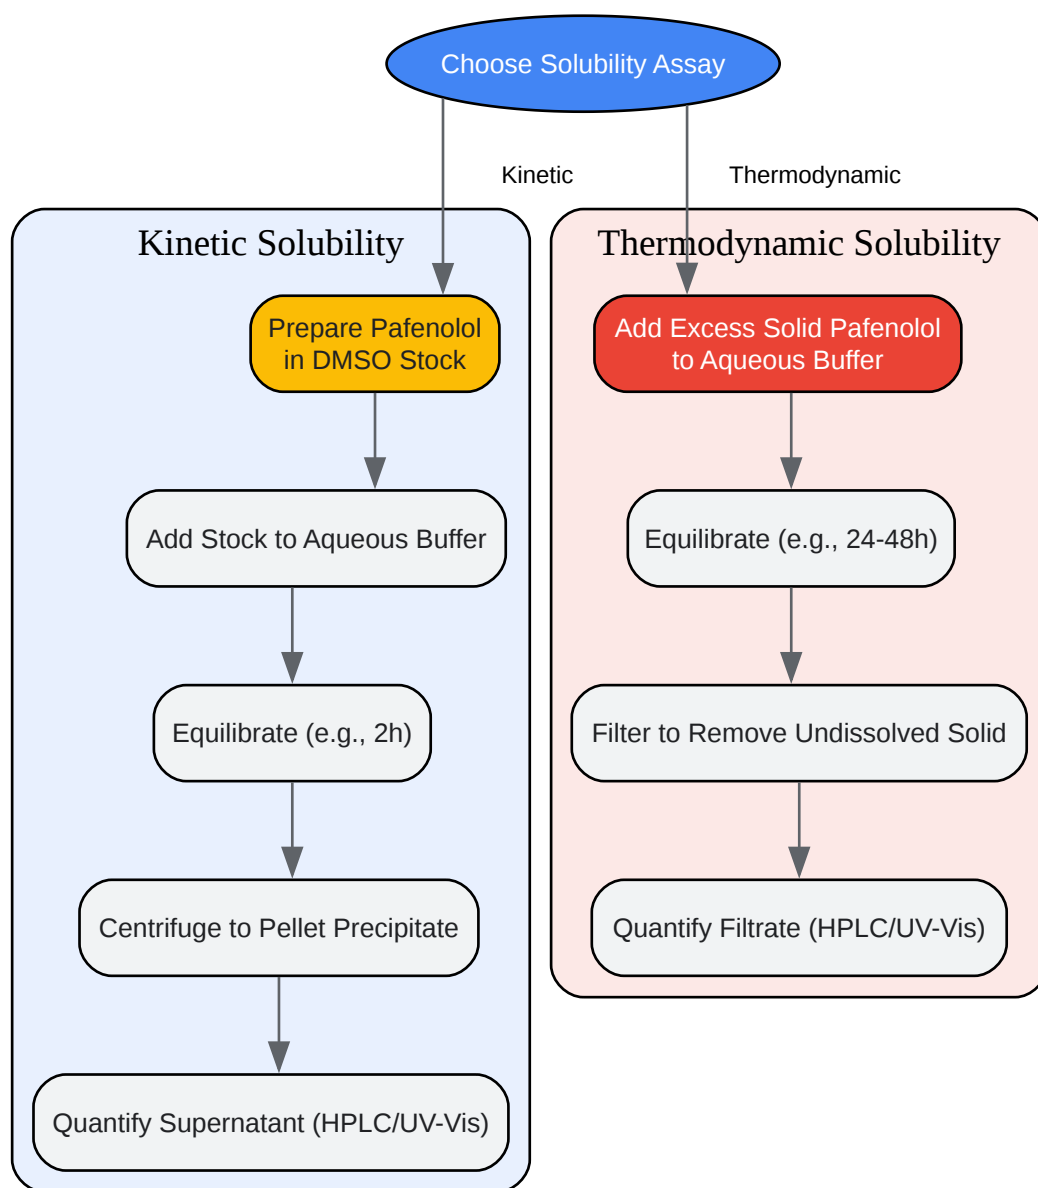 Choose Solubility Assay
Kinetic
Thermodynamic
Kinetic Solubility
Prepare Pafenolol
in DMSO Stock
Add Stock to Aqueous Buffer
Equilibrate (e.g., 2h)
Centrifuge to Pellet Precipitate
Quantify Supernatant (HPLC/UV-Vis)
Thermodynamic Solubility
Add Excess Solid Pafenolol
to Aqueous Buffer
Equilibrate (e.g., 24-48h)
Filter to Remove Undissolved Solid
Quantify Filtrate (HPLC/UV-Vis)